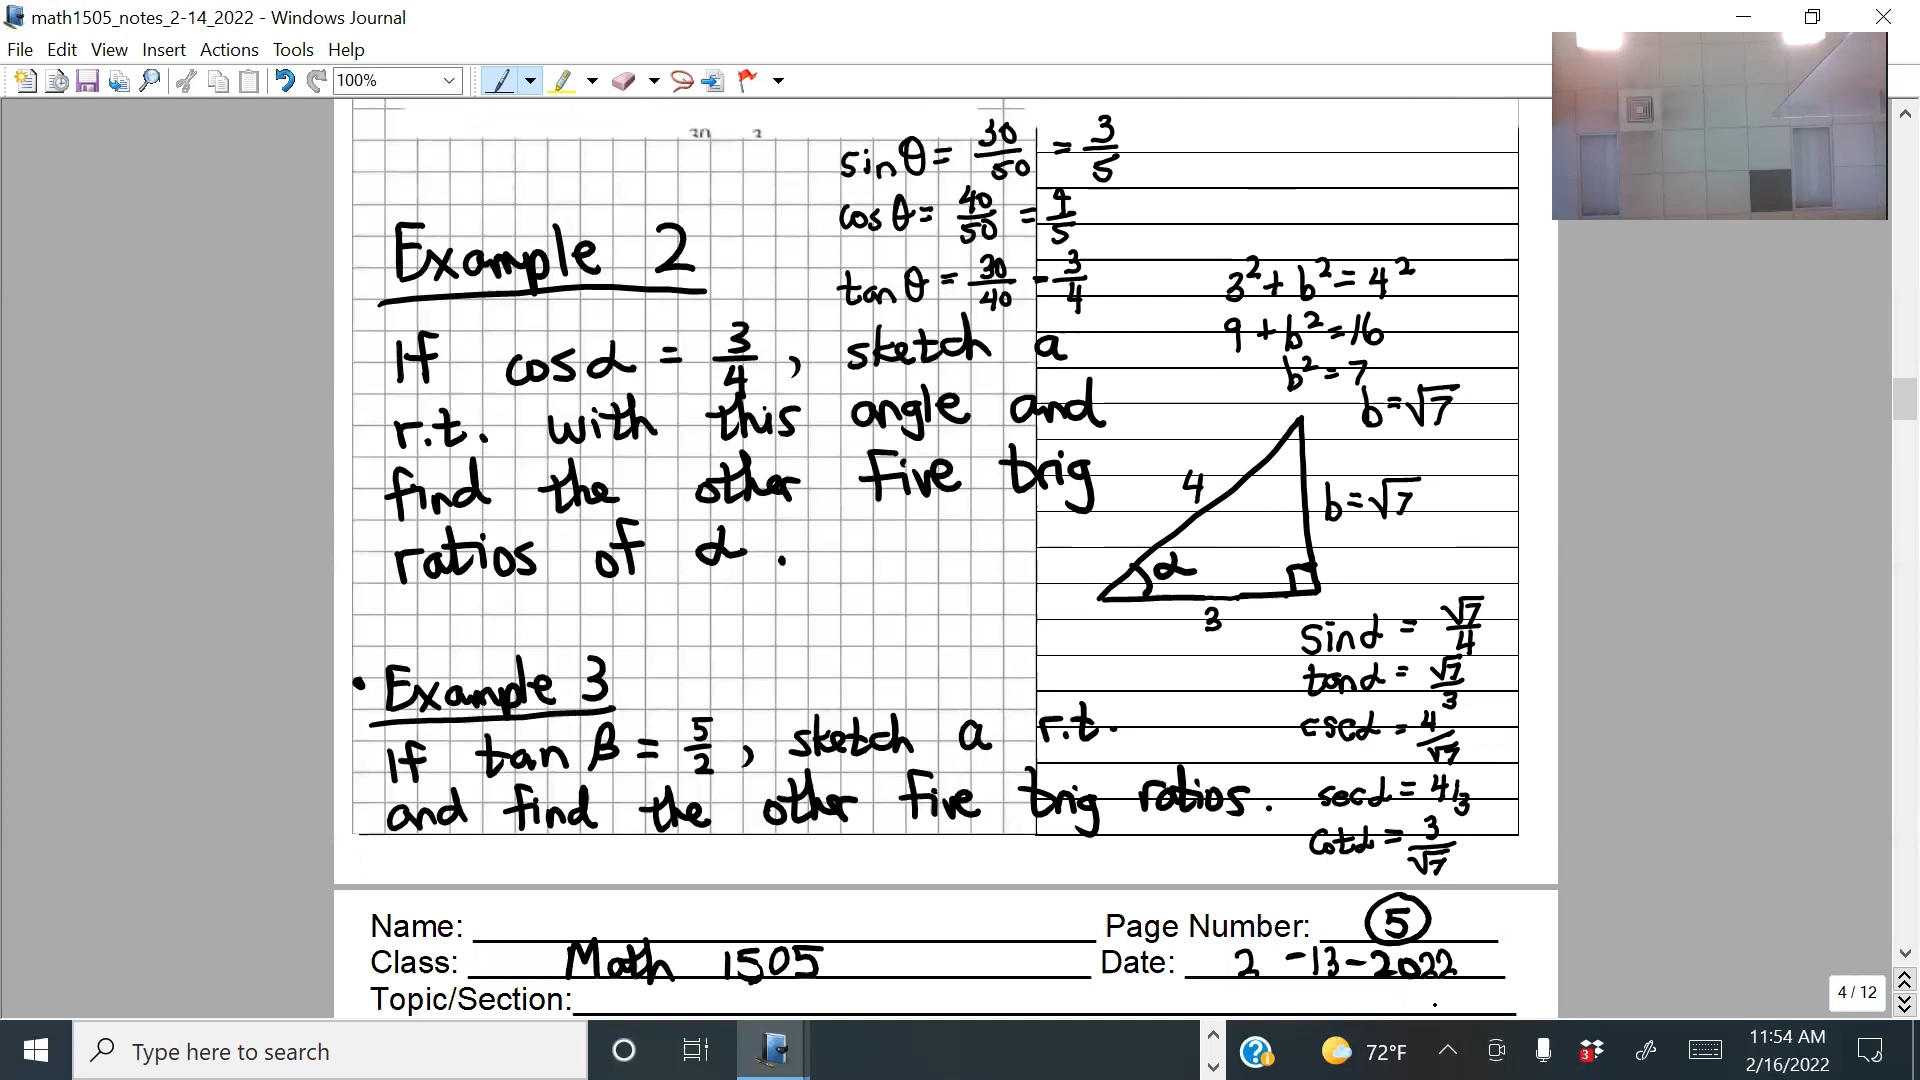 math1505_notes_2-14_2022 - Windows Journal
File Edit View Insert Actions Tools Help
100%
sin θ = 30/50 = 3/5
cos θ = 40/50 = 4/5
tan θ = 30/40 = 3/4
Example 2
If cos α = 3/4, sketch a
r.t. with this angle and
find the other five trig
ratios of α.
3² + b² = 4²
9 + b² = 16
b² = 7
b = √7
4
b = √7
α
3
sin α = √7/4
tan α = √7/3
csc α = 4/√7
sec α = 4/3
cot α = 3/√7
• Example 3
If tan β = 5/2, sketch a r.t.
and find the other five trig ratios.
Name:
Page Number: 5
Class: Math 1505
Date: 2-13-2022
Topic/Section:
4 / 12
Type here to search
72°F
3
11:54 AM
2/16/2022